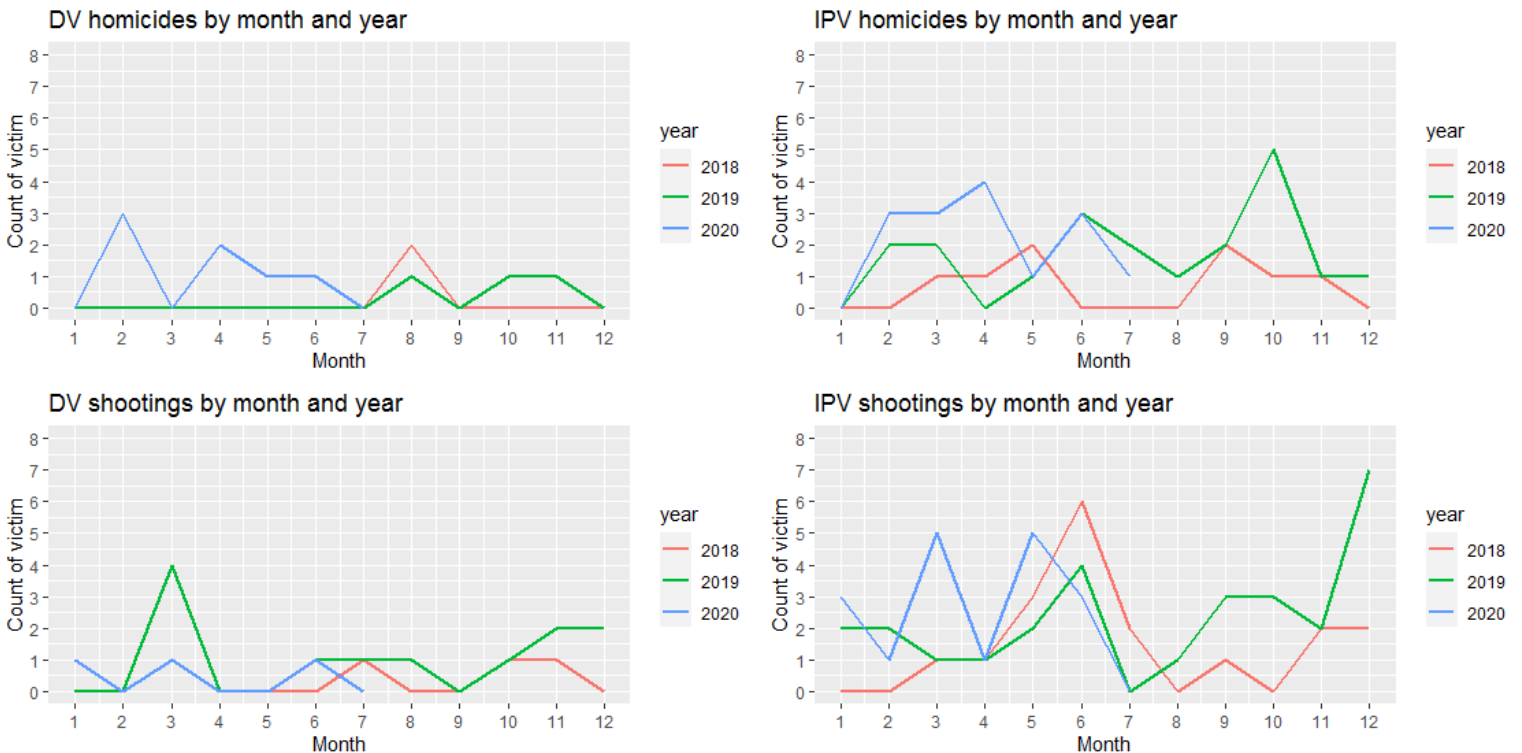 DV homicides by month and year
8
7
6
5
4
3
2
1
0
Count of victim
1 2 3 4 5 6 7 8 9 10 11 12
Month
year
2018
2019
2020
IPV homicides by month and year
8
7
6
5
4
3
2
1
0
Count of victim
1 2 3 4 5 6 7 8 9 10 11 12
Month
year
2018
2019
2020
DV shootings by month and year
8
7
6
5
4
3
2
1
0
Count of victim
1 2 3 4 5 6 7 8 9 10 11 12
Month
year
2018
2019
2020
IPV shootings by month and year
8
7
6
5
4
3
2
1
0
Count of victim
1 2 3 4 5 6 7 8 9 10 11 12
Month
year
2018
2019
2020